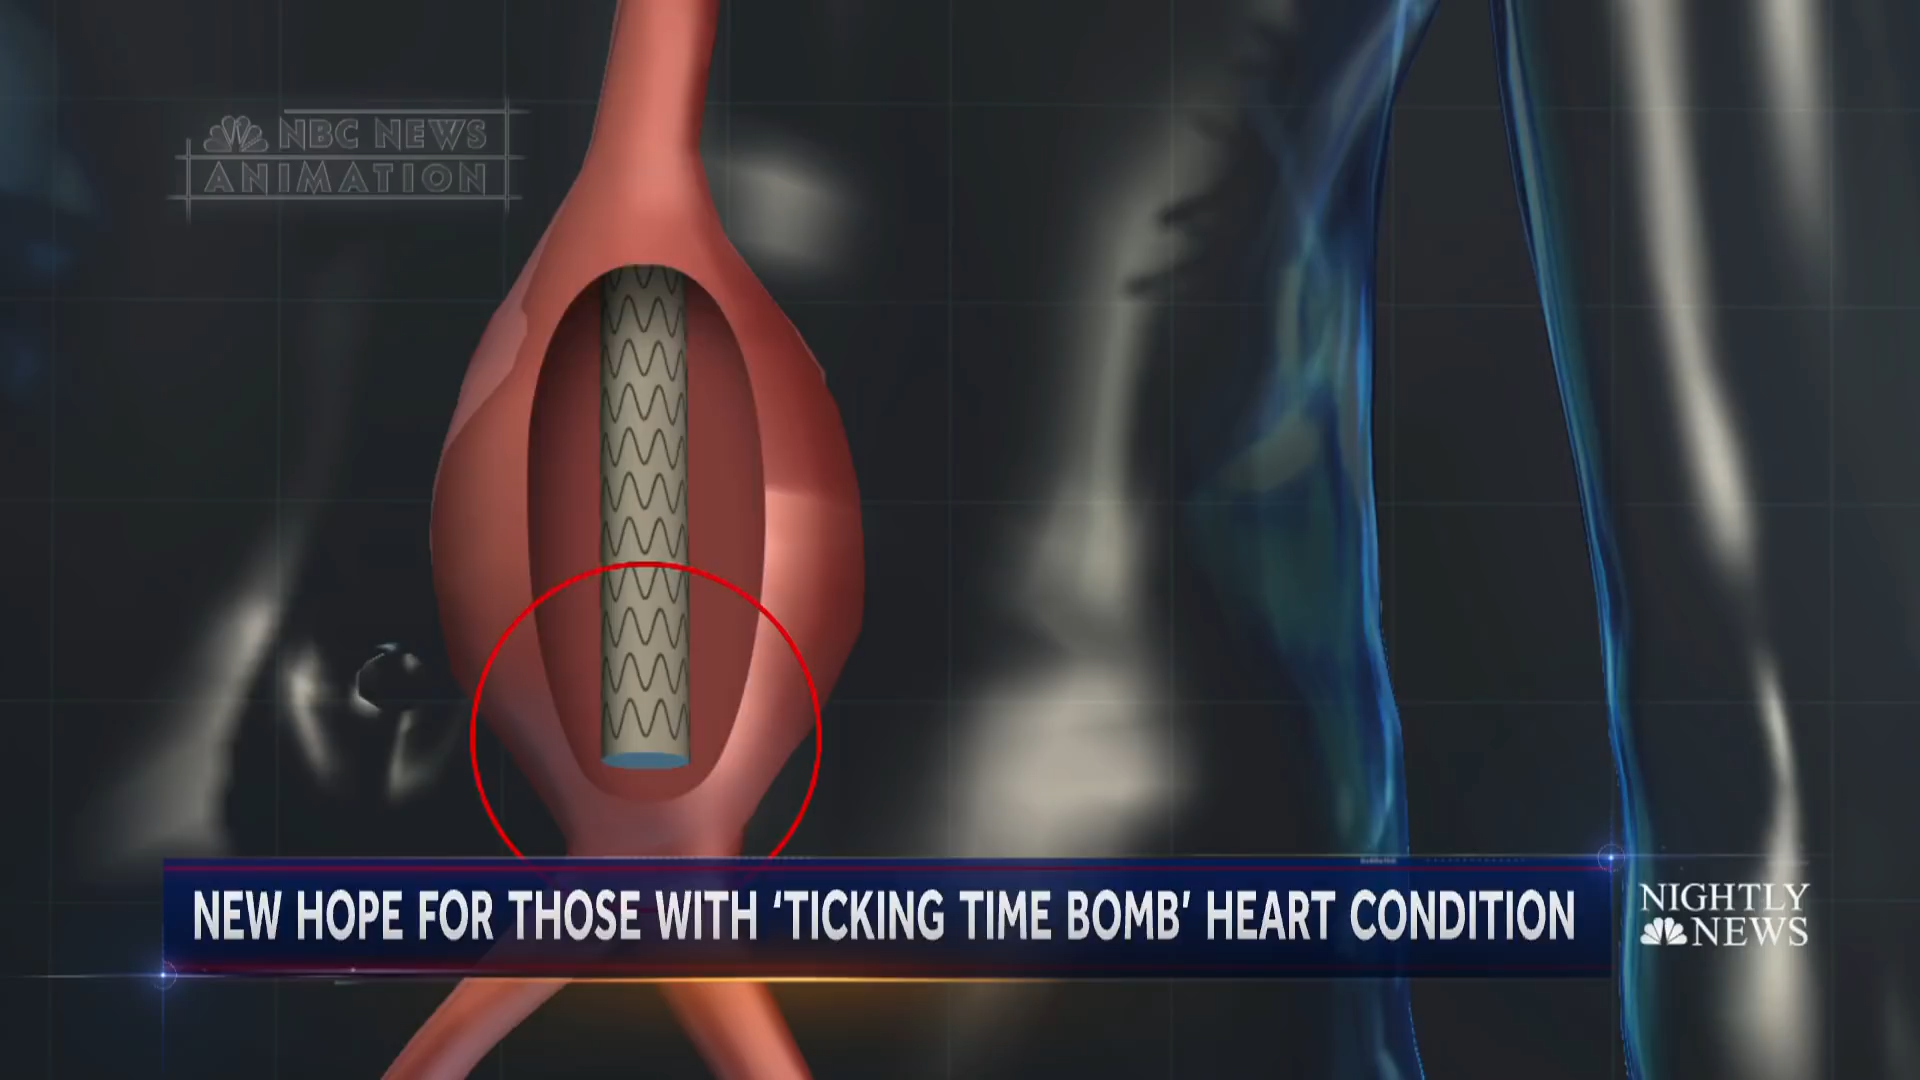 NBC NEWS
ANIMATION
NEW HOPE FOR THOSE WITH ‘TICKING TIME BOMB’ HEART CONDITION
NIGHTLY
NEWS